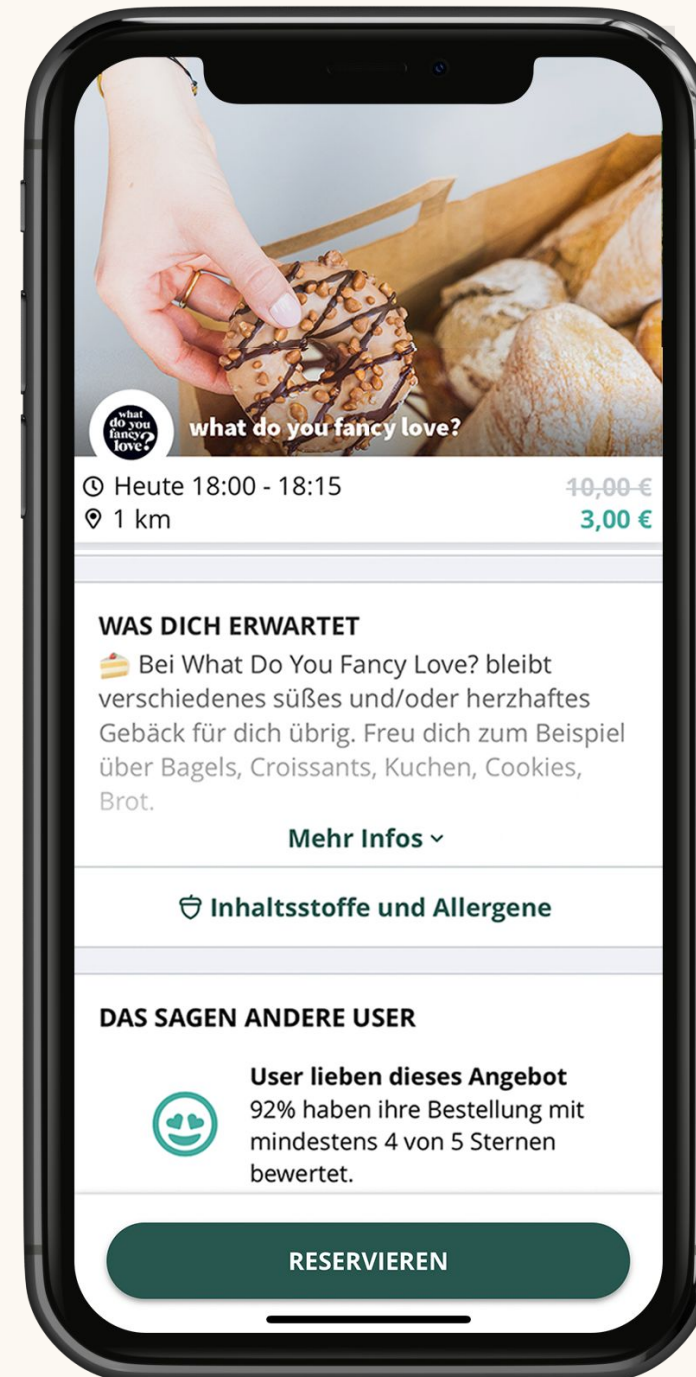 what
do you
fancy
love?
what do you fancy love?
Heute 18:00 - 18:15
10,00 €
1 km
3,00 €
WAS DICH ERWARTET
🍰 Bei What Do You Fancy Love? bleibt
verschiedenes süßes und/oder herzhaftes
Gebäck für dich übrig. Freu dich zum Beispiel
über Bagels, Croissants, Kuchen, Cookies,
Brot.
Mehr Infos
Inhaltsstoffe und Allergene
DAS SAGEN ANDERE USER
User lieben dieses Angebot
92% haben ihre Bestellung mit
mindestens 4 von 5 Sternen
bewertet.
RESERVIEREN